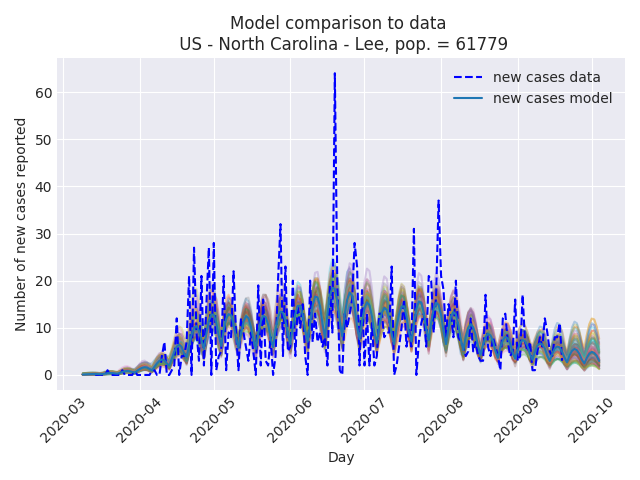 Model comparison to data
US - North Carolina - Lee, pop. = 61779
new cases data
new cases model
Number of new cases reported
60
50
40
30
20
10
0
2020-03
2020-04
2020-05
2020-06
2020-07
2020-08
2020-09
2020-10
Day